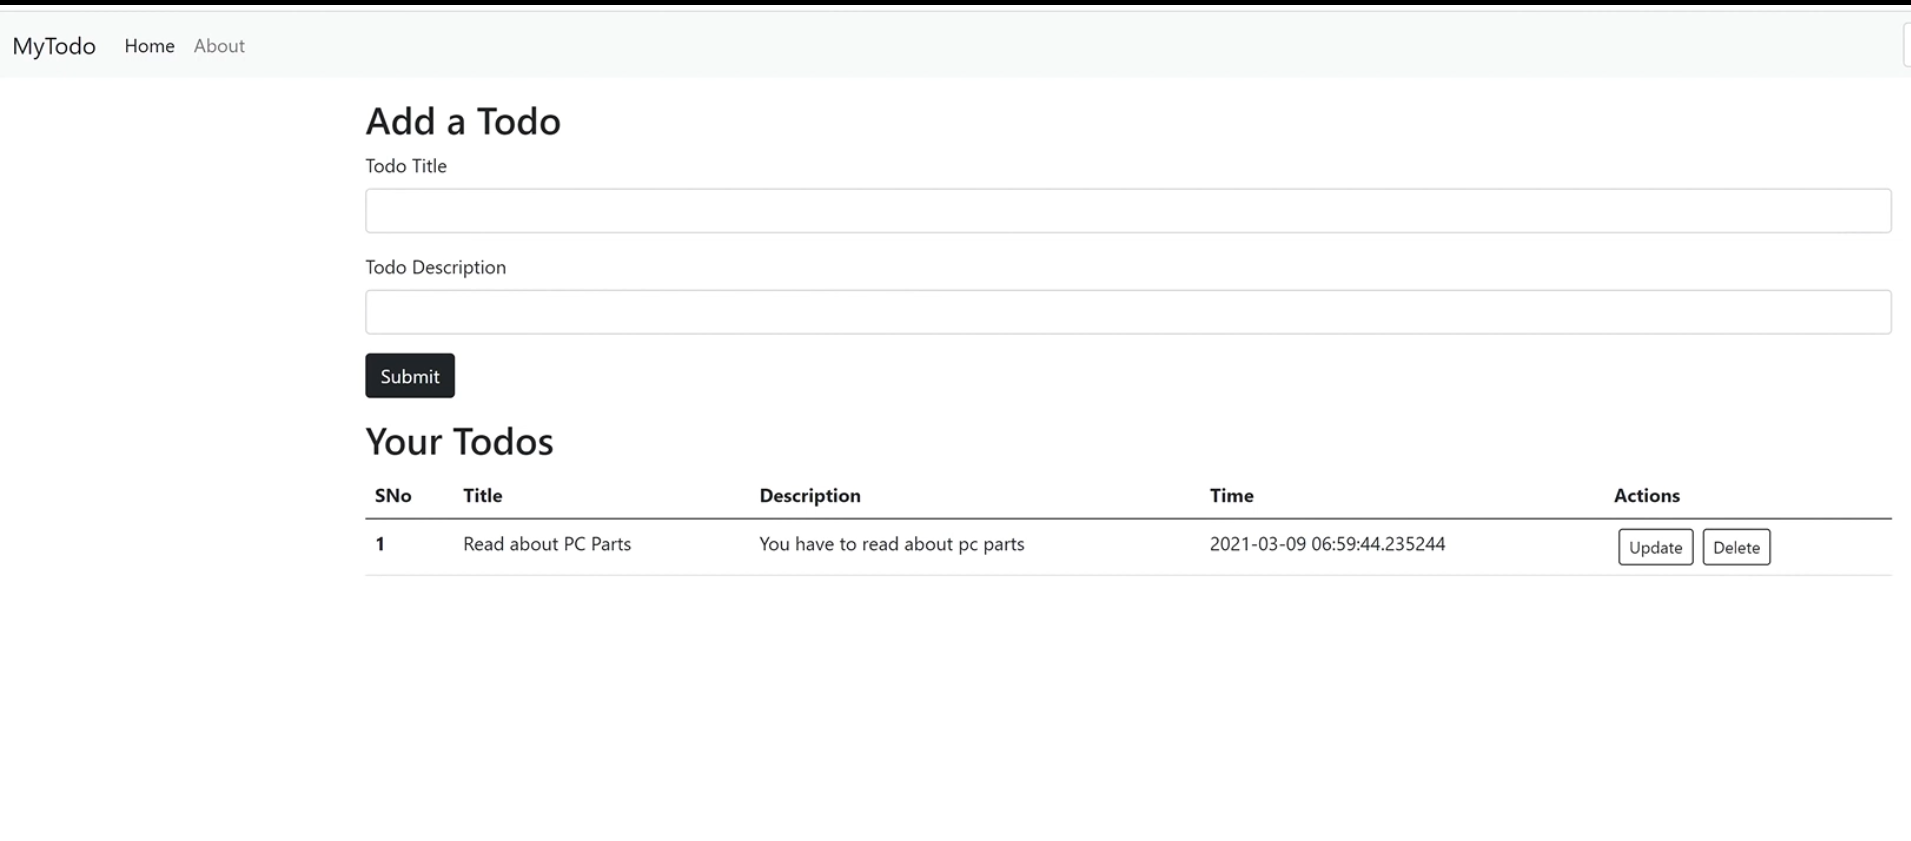 MyTodo Home About
Add a Todo
Todo Title
Todo Description
Submit
Your Todos
SNo Title Description Time Actions
1 Read about PC Parts You have to read about pc parts 2021-03-09 06:59:44.235244 Update Delete